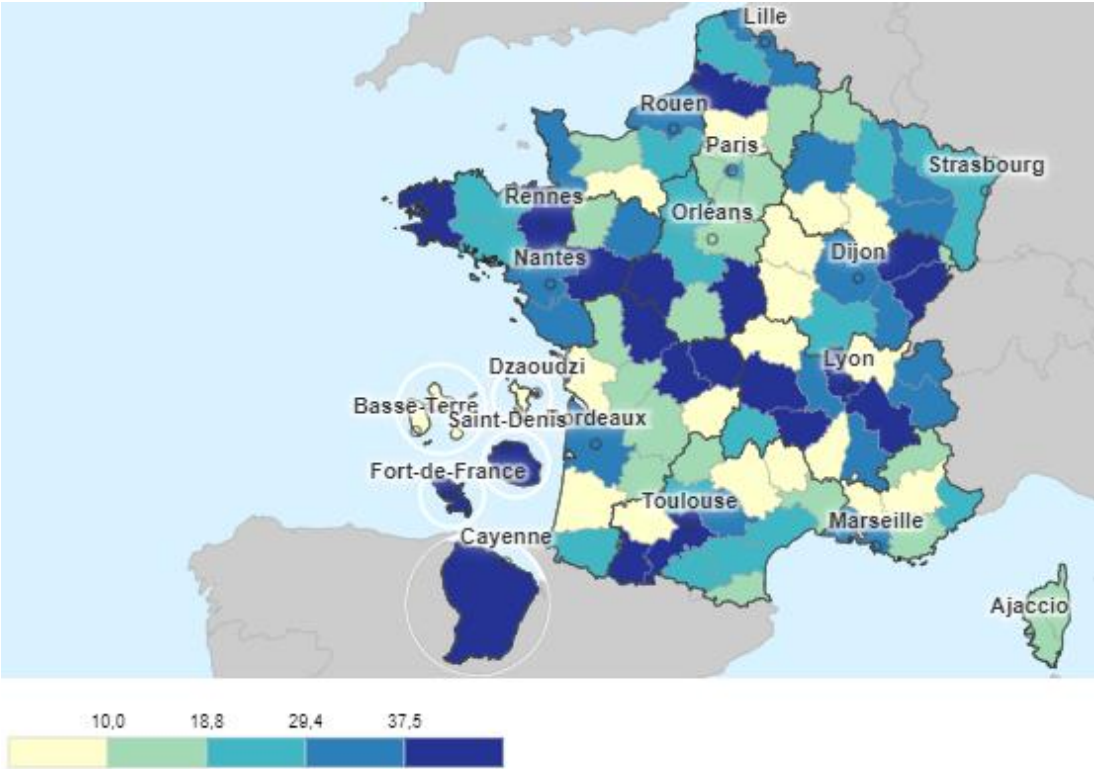 Lille
Rouen
Paris
Strasbourg
Rennes
Orléans
Nantes
Dijon
Lyon
Dzaoudzi
Basse-Terre
Saint-Denis
Bordeaux
Fort-de-France
Toulouse
Marseille
Cayenne
Ajaccio
10,0 18,8 29,4 37,5